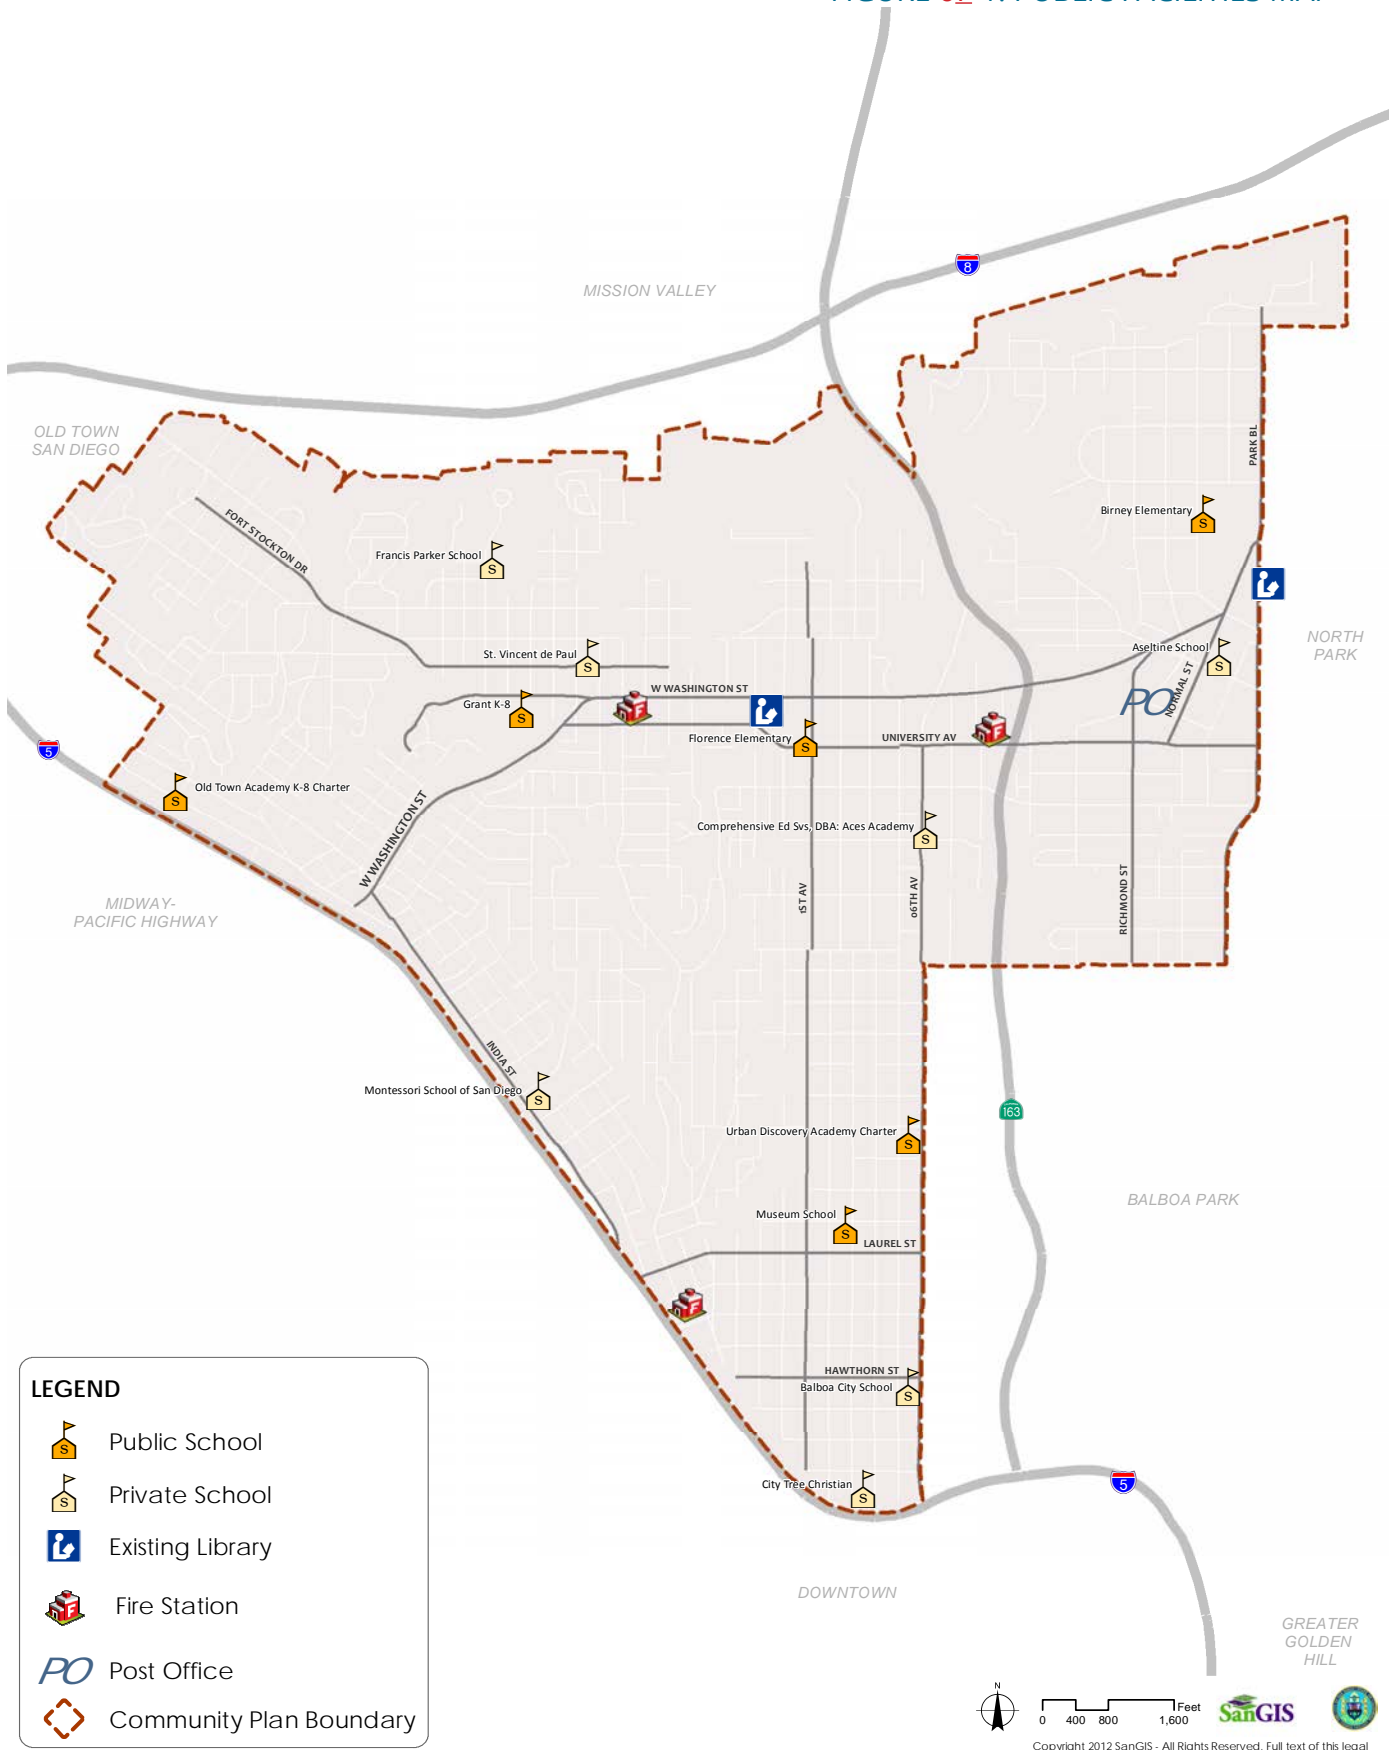 MISSION VALLEY
8
OLD TOWN
SAN DIEGO
PARK BL
FORT STOCKTON DR
Birney Elementary
S
Francis Parker School
S
NORTH
PARK
Aseltine School
S
St. Vincent de Paul
S
NORMAL ST
W WASHINGTON ST
PO
Grant K-8
S
F
Florence Elementary
S
UNIVERSITY AV
F
5
Old Town Academy K-8 Charter
S
W WASHINGTON ST
Comprehensive Ed Svs, DBA: Aces Academy
S
1ST AV
06TH AV
RICHMOND ST
MIDWAY-
PACIFIC HIGHWAY
INDIA ST
Montessori School of San Diego
S
163
Urban Discovery Academy Charter
S
BALBOA PARK
Museum School
S
LAUREL ST
F
HAWTHORN ST
Balboa City School
S
City Tree Christian
S
5
DOWNTOWN
GREATER
GOLDEN
HILL
LEGEND
S Public School
S Private School
Existing Library
F Fire Station
PO Post Office
Community Plan Boundary
N
Feet
0 400 800 1,600
SanGIS
Copyright 2012 SanGIS - All Rights Reserved. Full text of this legal